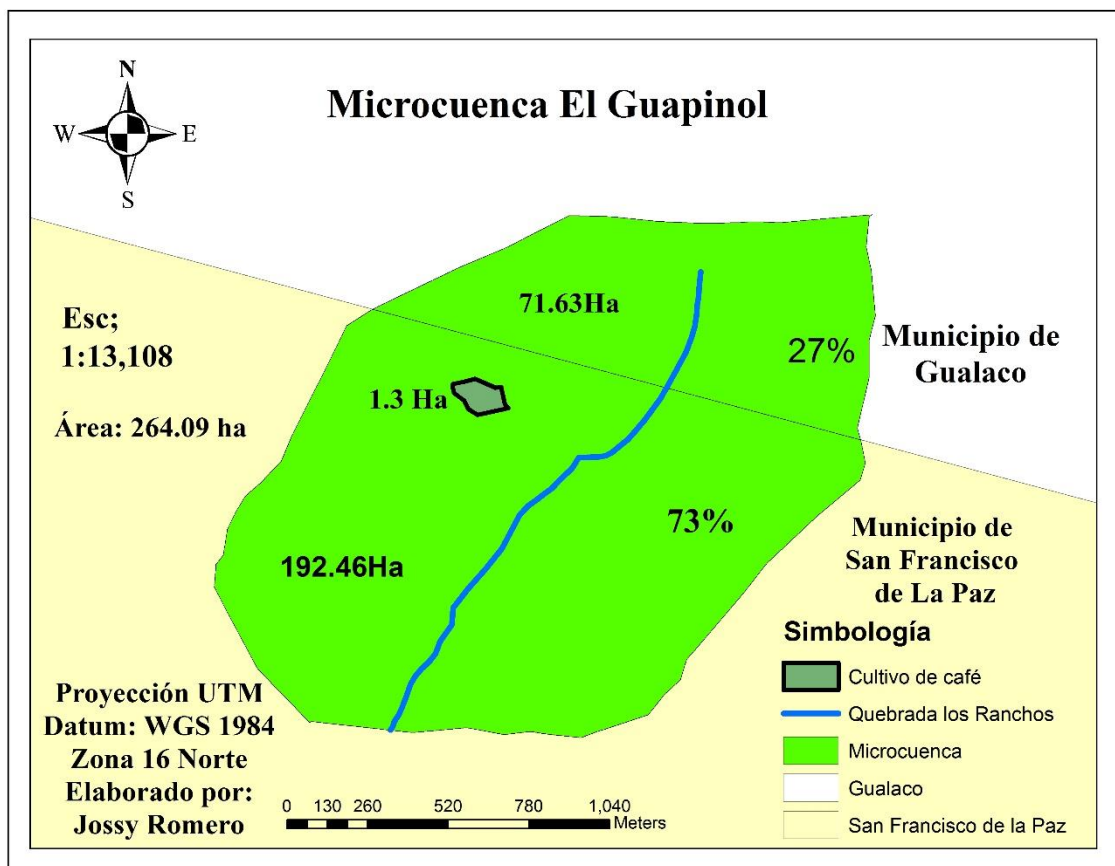 N
W
E
S
Microcuenca El Guapinol
Esc;
1:13,108
Área: 264.09 ha
71.63Ha
27%
Municipio de
Gualaco
1.3 Ha
192.46Ha
73%
Municipio de
San Francisco
de La Paz
Simbología
Cultivo de café
Quebrada los Ranchos
Microcuenca
Gualaco
San Francisco de la Paz
Proyección UTM
Datum: WGS 1984
Zona 16 Norte
Elaborado por:
Jossy Romero
0 130 260 520 780 1,040
Meters